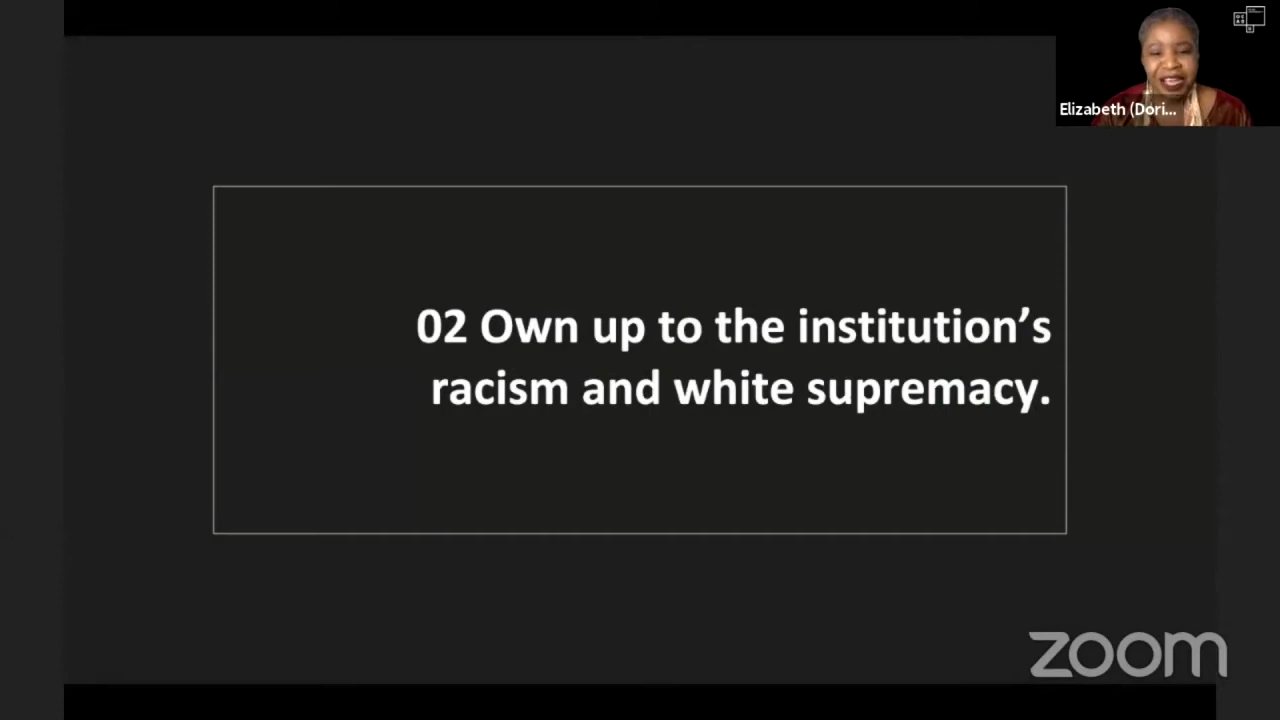 Elizabeth (Dori...
02 Own up to the institution’s
racism and white supremacy.
zoom